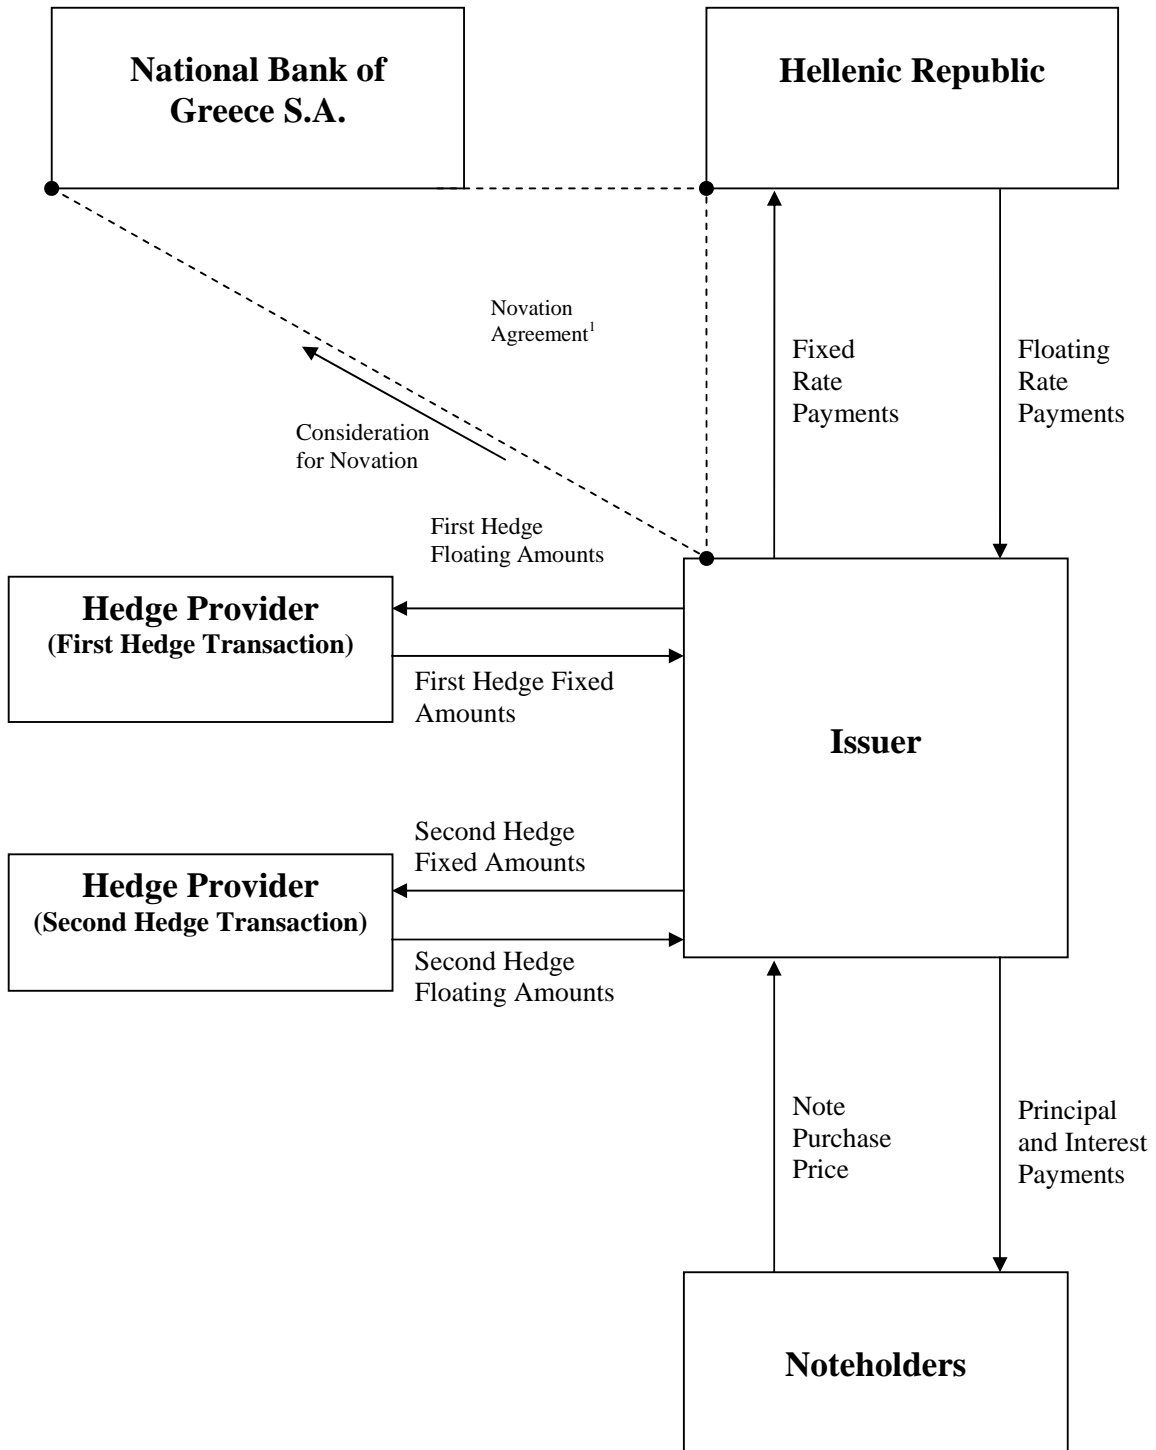 National Bank of
Greece S.A.
Hellenic Republic
Novation
Agreement1
Fixed
Rate
Payments
Floating
Rate
Payments
Consideration
for Novation
First Hedge
Floating Amounts
Hedge Provider
(First Hedge Transaction)
First Hedge Fixed
Amounts
Issuer
Second Hedge
Fixed Amounts
Hedge Provider
(Second Hedge Transaction)
Second Hedge
Floating Amounts
Note
Purchase
Price
Principal
and Interest
Payments
Noteholders